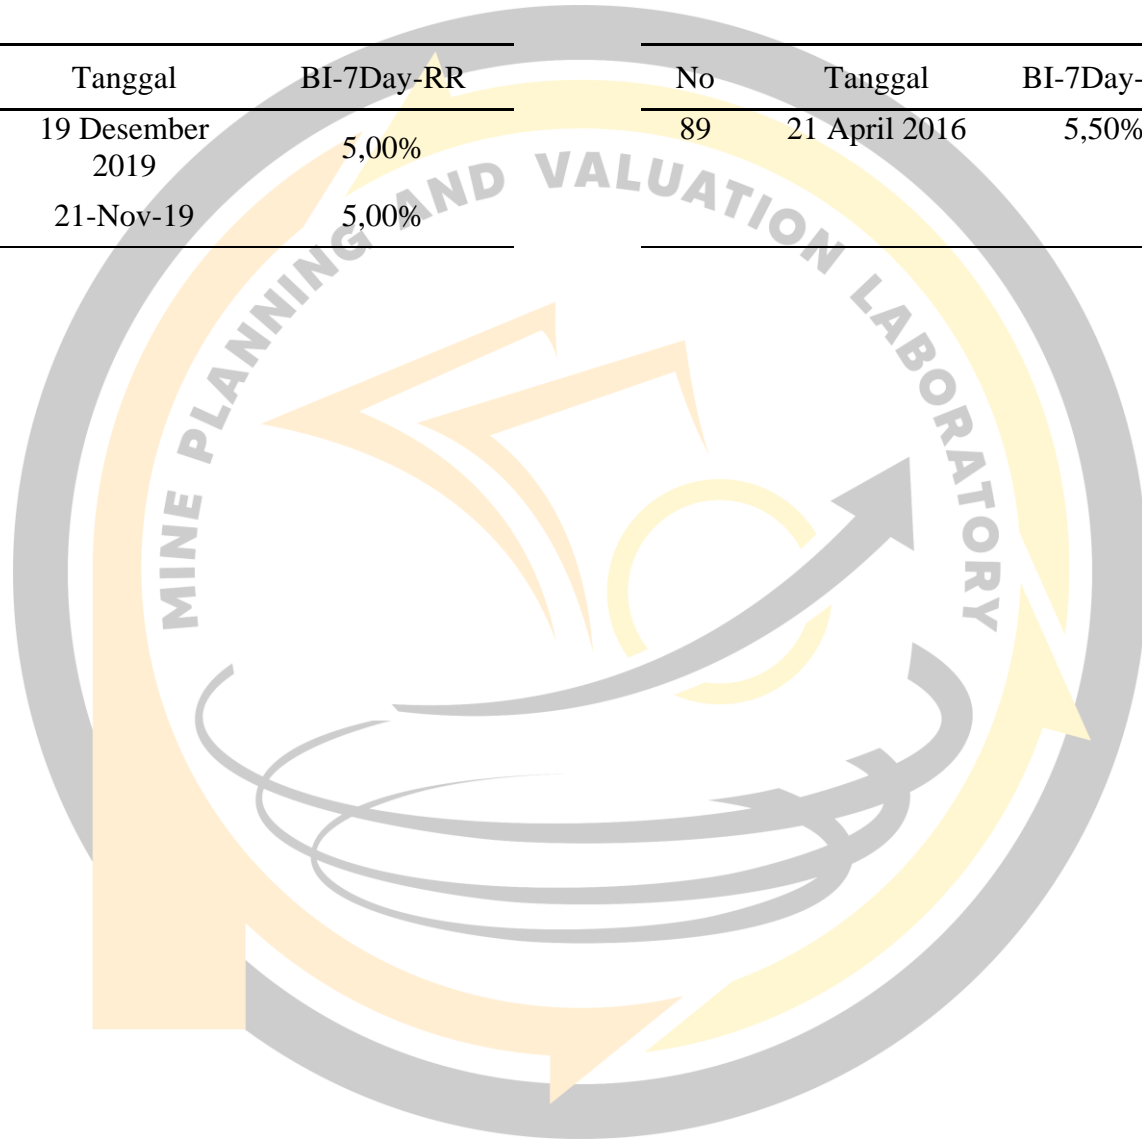 Tanggal BI-7Day-RR
19 Desember
2019 5,00%
21-Nov-19 5,00%
No Tanggal BI-7Day-
89 21 April 2016 5,50%
MINE PLANNING AND VALUATION LABORATORY